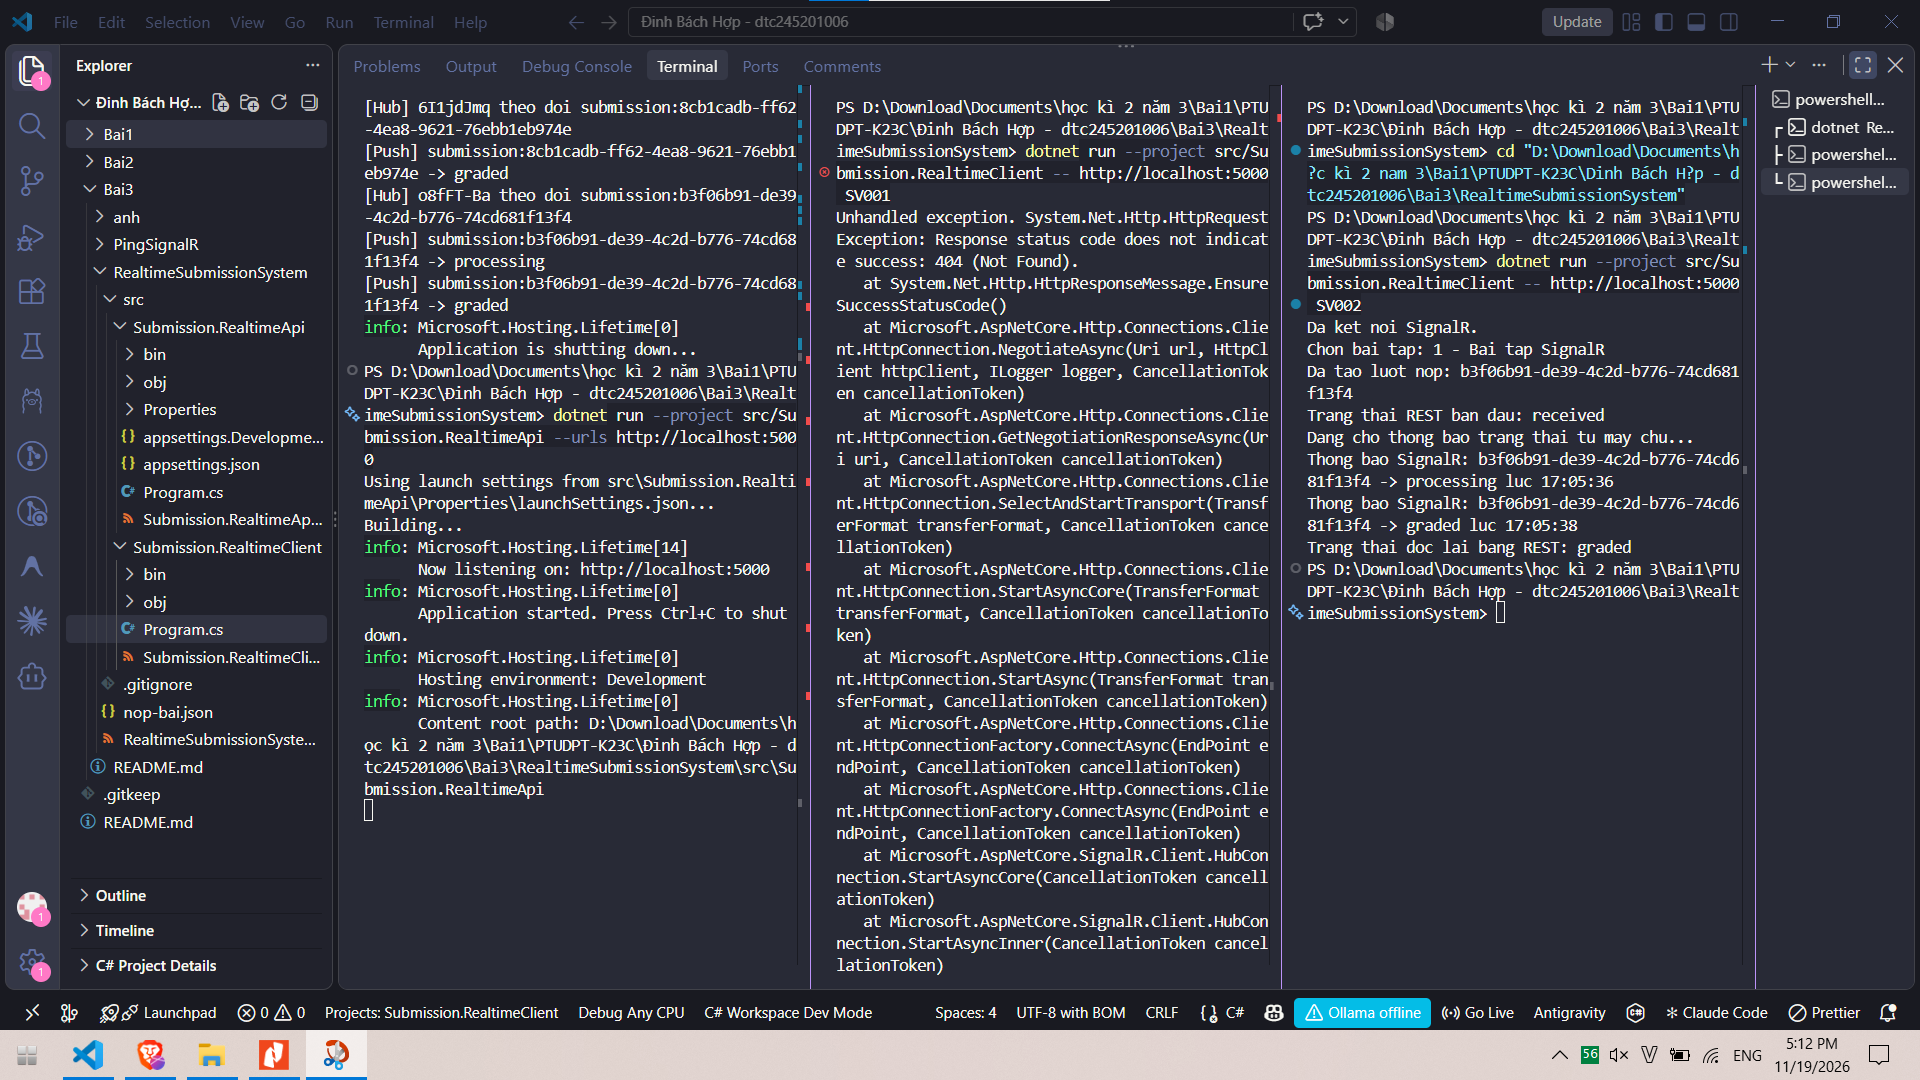 File Edit Selection View Go Run Terminal Help
Đinh Bách Hợp - dtc245201006
Update
Explorer
Đinh Bách Hợ...
Bai1
Bai2
Bai3
anh
PingSignalR
RealtimeSubmissionSystem
src
Submission.RealtimeApi
bin
obj
Properties
appsettings.Developme...
appsettings.json
Program.cs
Submission.RealtimeAp...
Submission.RealtimeClient
bin
obj
Program.cs
Submission.RealtimeCli...
.gitignore
nop-bai.json
RealtimeSubmissionSyste...
README.md
.gitkeep
README.md
Outline
Timeline
C# Project Details
Problems Output Debug Console Terminal Ports Comments
[Hub] 6I1jdJmq theo doi submission:8cb1cadb-ff62
-4ea8-9621-76ebb1eb974e
[Push] submission:8cb1cadb-ff62-4ea8-9621-76ebb1
eb974e -> graded
[Hub] o8fFT-Ba theo doi submission:b3f06b91-de39
-4c2d-b776-74cd681f13f4
[Push] submission:b3f06b91-de39-4c2d-b776-74cd68
1f13f4 -> processing
[Push] submission:b3f06b91-de39-4c2d-b776-74cd68
1f13f4 -> graded
info: Microsoft.Hosting.Lifetime[0]
Application is shutting down...
PS D:\Download\Documents\học kì 2 năm 3\Bai1\PTU
DPT-K23C\Đinh Bách Hợp - dtc245201006\Bai3\Realt
imeSubmissionSystem> dotnet run --project src/Su
bmission.RealtimeApi --urls http://localhost:500
0
Using launch settings from src\Submission.Realti
meApi\Properties\launchSettings.json...
Building...
info: Microsoft.Hosting.Lifetime[14]
Now listening on: http://localhost:5000
info: Microsoft.Hosting.Lifetime[0]
Application started. Press Ctrl+C to shut
down.
info: Microsoft.Hosting.Lifetime[0]
Hosting environment: Development
info: Microsoft.Hosting.Lifetime[0]
Content root path: D:\Download\Documents\h
ọc kì 2 năm 3\Bai1\PTUDPT-K23C\Đinh Bách Hợp - d
tc245201006\Bai3\RealtimeSubmissionSystem\src\Su
bmission.RealtimeApi
PS D:\Download\Documents\học kì 2 năm 3\Bai1\PTU
DPT-K23C\Đinh Bách Hợp - dtc245201006\Bai3\Realt
imeSubmissionSystem> dotnet run --project src/Su
bmission.RealtimeClient -- http://localhost:5000
SV001
Unhandled exception. System.Net.Http.HttpRequest
Exception: Response status code does not indicat
e success: 404 (Not Found).
at System.Net.Http.HttpResponseMessage.Ensure
SuccessStatusCode()
at Microsoft.AspNetCore.Http.Connections.Clie
nt.HttpConnection.NegotiateAsync(Uri url, HttpCl
ient httpClient, ILogger logger, CancellationTok
en cancellationToken)
at Microsoft.AspNetCore.Http.Connections.Clie
nt.HttpConnection.GetNegotiationResponseAsync(Ur
i uri, CancellationToken cancellationToken)
at Microsoft.AspNetCore.Http.Connections.Clie
nt.HttpConnection.SelectAndStartTransport(Transf
erFormat transferFormat, CancellationToken cance
llationToken)
at Microsoft.AspNetCore.Http.Connections.Clie
nt.HttpConnection.StartAsyncCore(TransferFormat
transferFormat, CancellationToken cancellationTo
ken)
at Microsoft.AspNetCore.Http.Connections.Clie
nt.HttpConnection.StartAsync(TransferFormat tran
sferFormat, CancellationToken cancellationToken)
at Microsoft.AspNetCore.Http.Connections.Clie
nt.HttpConnectionFactory.ConnectAsync(EndPoint e
ndPoint, CancellationToken cancellationToken)
at Microsoft.AspNetCore.Http.Connections.Clie
nt.HttpConnectionFactory.ConnectAsync(EndPoint e
ndPoint, CancellationToken cancellationToken)
at Microsoft.AspNetCore.SignalR.Client.HubCon
nection.StartAsyncCore(CancellationToken cancell
ationToken)
at Microsoft.AspNetCore.SignalR.Client.HubCon
nection.StartAsyncInner(CancellationToken cancel
lationToken)
PS D:\Download\Documents\học kì 2 năm 3\Bai1\PTU
DPT-K23C\Đinh Bách Hợp - dtc245201006\Bai3\Realt
imeSubmissionSystem> cd "D:\Download\Documents\h
?c kì 2 nam 3\Bai1\PTUDPT-K23C\Dinh Bách H?p - d
tc245201006\Bai3\RealtimeSubmissionSystem"
PS D:\Download\Documents\học kì 2 năm 3\Bai1\PTU
DPT-K23C\Đinh Bách Hợp - dtc245201006\Bai3\Realt
imeSubmissionSystem> dotnet run --project src/Su
bmission.RealtimeClient -- http://localhost:5000
SV002
Da ket noi SignalR.
Chon bai tap: 1 - Bai tap SignalR
Da tao luot nop: b3f06b91-de39-4c2d-b776-74cd681
f13f4
Trang thai REST ban dau: received
Dang cho thong bao trang thai tu may chu...
Thong bao SignalR: b3f06b91-de39-4c2d-b776-74cd6
81f13f4 -> processing luc 17:05:36
Thong bao SignalR: b3f06b91-de39-4c2d-b776-74cd6
81f13f4 -> graded luc 17:05:38
Trang thai doc lai bang REST: graded
PS D:\Download\Documents\học kì 2 năm 3\Bai1\PTU
DPT-K23C\Đinh Bách Hợp - dtc245201006\Bai3\Realt
imeSubmissionSystem>
powershell...
dotnet Re...
powershell...
powershell...
Launchpad 0 0 Projects: Submission.RealtimeClient Debug Any CPU C# Workspace Dev Mode Spaces: 4 UTF-8 with BOM CRLF C# Ollama offline Go Live Antigravity Claude Code Prettier
56 ENG 5:12 PM
11/19/2026